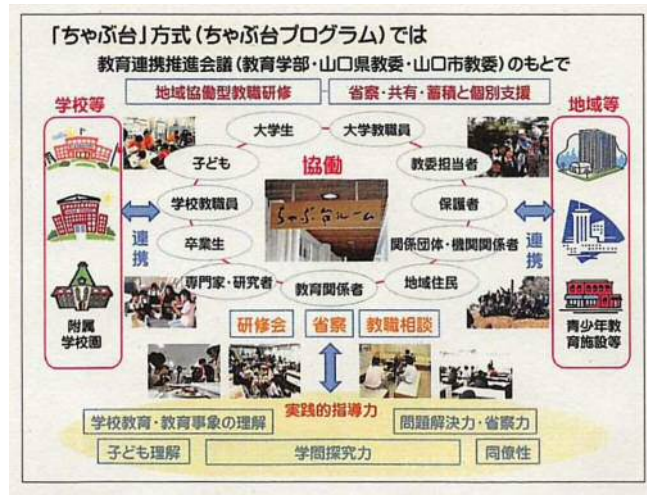 「ちゃぶ台」方式(ちゃぶ台プログラム)では
教育連携推進会議(教育学部・山口県教委・山口市教委)のもとで
地域協働型教職研修
省察・共有・蓄積と個別支援
学校等
地域等
大学生
大学教職員
子ども
協働
教委担当者
学校教職員
ちゃぶ台ルーム
保護者
連携
卒業生
関係団体・機関関係者
連携
専門家・研究者
教育関係者
地域住民
附属
学校園
研修会
省察
教職相談
青少年教
育施設等
実践的指導力
学校教育・教育事象の理解
問題解決力・省察力
子ども理解
学問探究力
同僚性